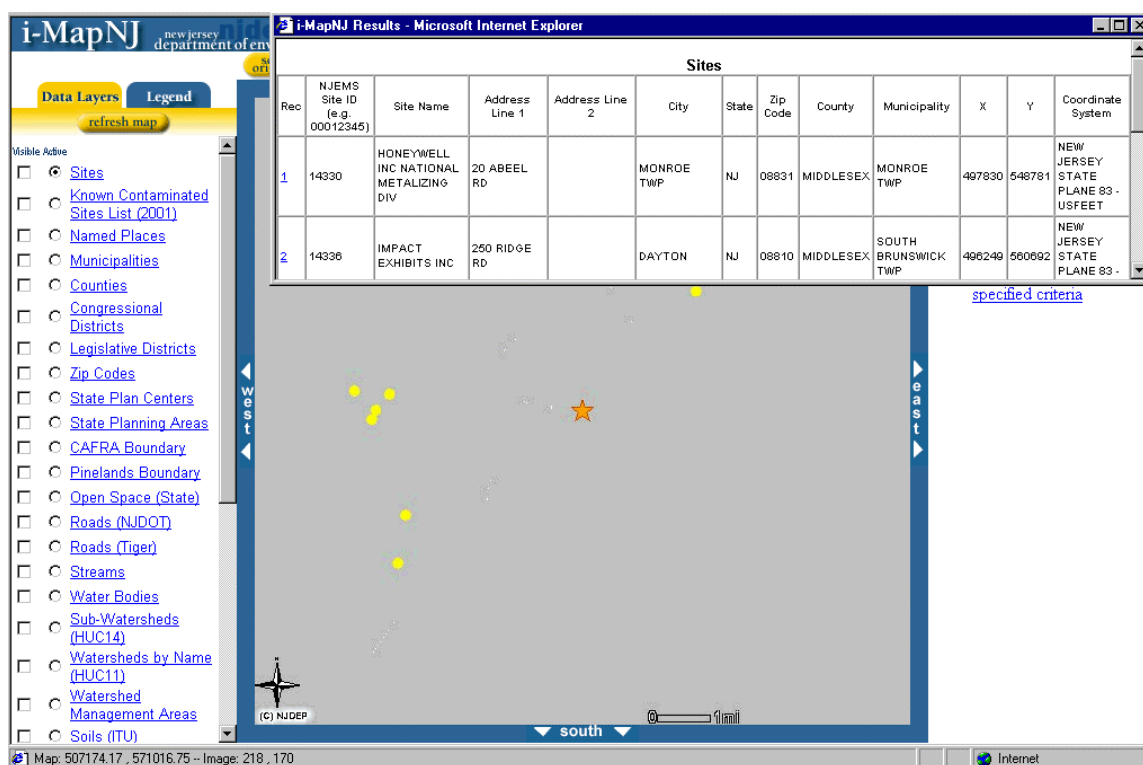 i-MapNJ new jersey
department of env
i-MapNJ Results - Microsoft Internet Explorer
Data Layers Legend
refresh map
Sites
Rec NJEMS Site ID (e.g. 00012345) Site Name Address Line 1 Address Line 2 City State Zip Code County Municipality X Y Coordinate System
1 14330 HONEYWELL INC NATIONAL METALIZING DIV 20 ABEEL RD MONROE TWP NJ 08831 MIDDLESEX MONROE TWP 497830 548781 NEW JERSEY STATE PLANE 83 - USFEET
2 14336 IMPACT EXHIBITS INC 250 RIDGE RD DAYTON NJ 08810 MIDDLESEX SOUTH BRUNSWICK TWP 496249 560692 NEW JERSEY STATE PLANE 83 -
specified criteria
Visible Active
Sites
Known Contaminated
Sites List (2001)
Named Places
Municipalities
Counties
Congressional
Districts
Legislative Districts
Zip Codes
State Plan Centers
State Planning Areas
CAFRA Boundary
Pinelands Boundary
Open Space (State)
Roads (NJDOT)
Roads (Tiger)
Streams
Water Bodies
Sub-Watersheds
(HUC14)
Watersheds by Name
(HUC11)
Watershed
Management Areas
Soils (ITU)
west
east
N
(C) NJDEP
0 1mi
south
Map: 507174.17 , 571016.75 -- Image: 218 , 170
Internet